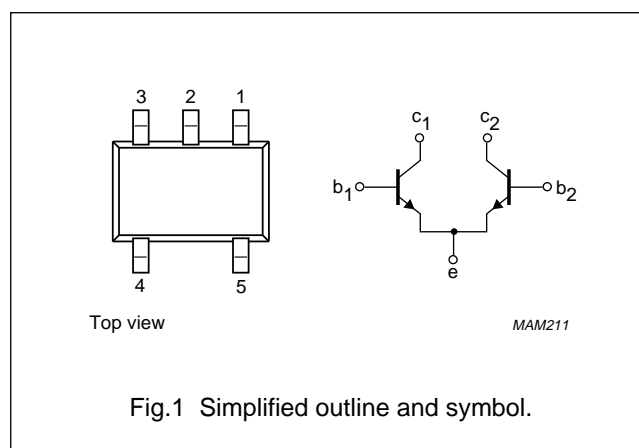 3 2 1
4 5
Top view
c1 c2
b1 b2
e
MAM211
Fig.1 Simplified outline and symbol.